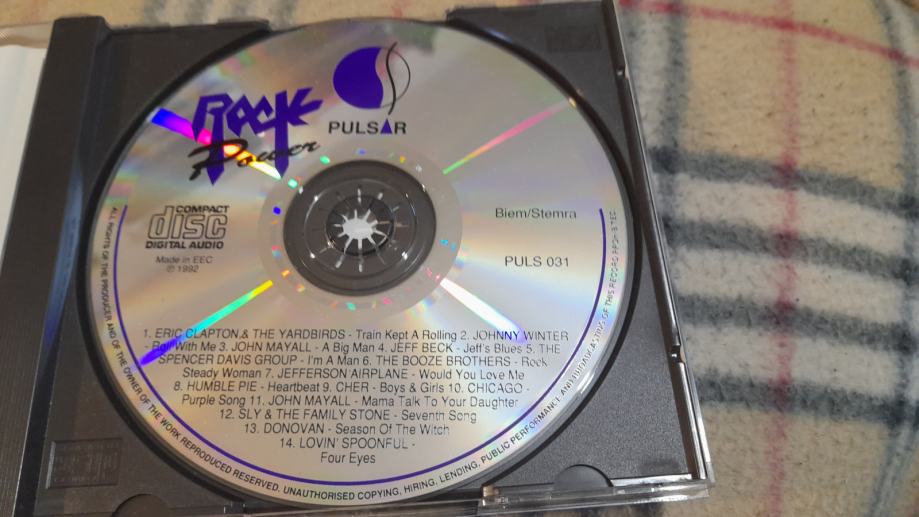 ROCK
Power
PULSAR
COMPACT
disc
DIGITAL AUDIO
Made in EEC
℗ 1992
Biem/Stemra
PULS 031
1. ERIC CLAPTON & THE YARDBIRDS - Train Kept A Rolling 2. JOHNNY WINTER
- Roll With Me 3. JOHN MAYALL - A Big Man 4. JEFF BECK - Jeff's Blues 5. THE
SPENCER DAVIS GROUP - I'm A Man 6. THE BOOZE BROTHERS - Rock
Steady Woman 7. JEFFERSON AIRPLANE - Would You Love Me
8. HUMBLE PIE - Heartbeat 9. CHER - Boys & Girls 10. CHICAGO -
Purple Song 11. JOHN MAYALL - Mama Talk To Your Daughter
12. SLY & THE FAMILY STONE - Seventh Song
13. DONOVAN - Season Of The Witch
14. LOVIN' SPOONFUL -
Four Eyes
ALL RIGHTS OF THE PRODUCER AND OF THE OWNER OF THE WORK REPRODUCED RESERVED. UNAUTHORISED COPYING, HIRING, LENDING, PUBLIC PERFORMANCE AND BROADCASTING OF THIS RECORD PROHIBITED.